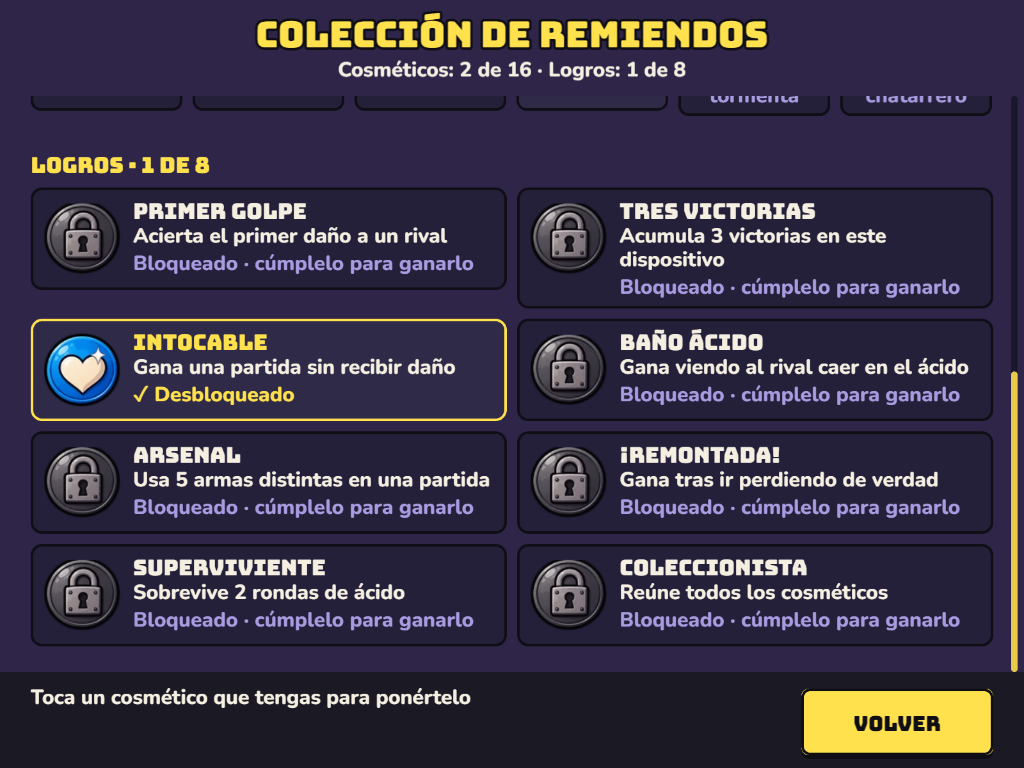 COLECCIÓN DE REMIENDOS
Cosméticos: 2 de 16 · Logros: 1 de 8
tormenta
chatarrero
LOGROS · 1 DE 8
PRIMER GOLPE
Acierta el primer daño a un rival
Bloqueado · cúmplelo para ganarlo
TRES VICTORIAS
Acumula 3 victorias en este
dispositivo
Bloqueado · cúmplelo para ganarlo
INTOCABLE
Gana una partida sin recibir daño
✓ Desbloqueado
BAÑO ÁCIDO
Gana viendo al rival caer en el ácido
Bloqueado · cúmplelo para ganarlo
ARSENAL
Usa 5 armas distintas en una partida
Bloqueado · cúmplelo para ganarlo
¡REMONTADA!
Gana tras ir perdiendo de verdad
Bloqueado · cúmplelo para ganarlo
SUPERVIVIENTE
Sobrevive 2 rondas de ácido
Bloqueado · cúmplelo para ganarlo
COLECCIONISTA
Reúne todos los cosméticos
Bloqueado · cúmplelo para ganarlo
Toca un cosmético que tengas para ponértelo
VOLVER